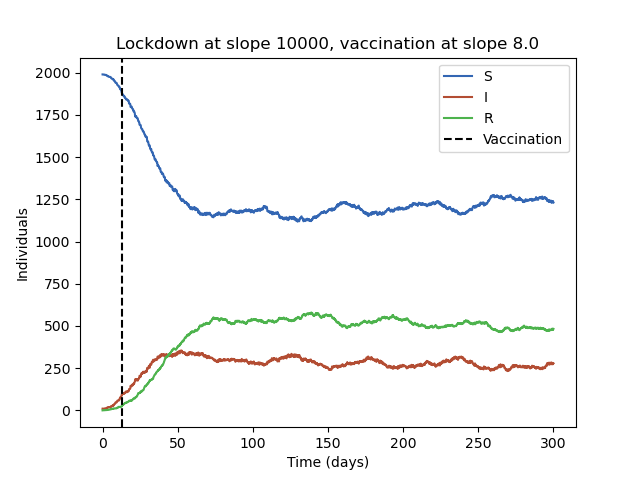 Lockdown at slope 10000, vaccination at slope 8.0
S
I
R
Vaccination
Individuals
2000
1750
1500
1250
1000
750
500
250
0
0 50 100 150 200 250 300
Time (days)